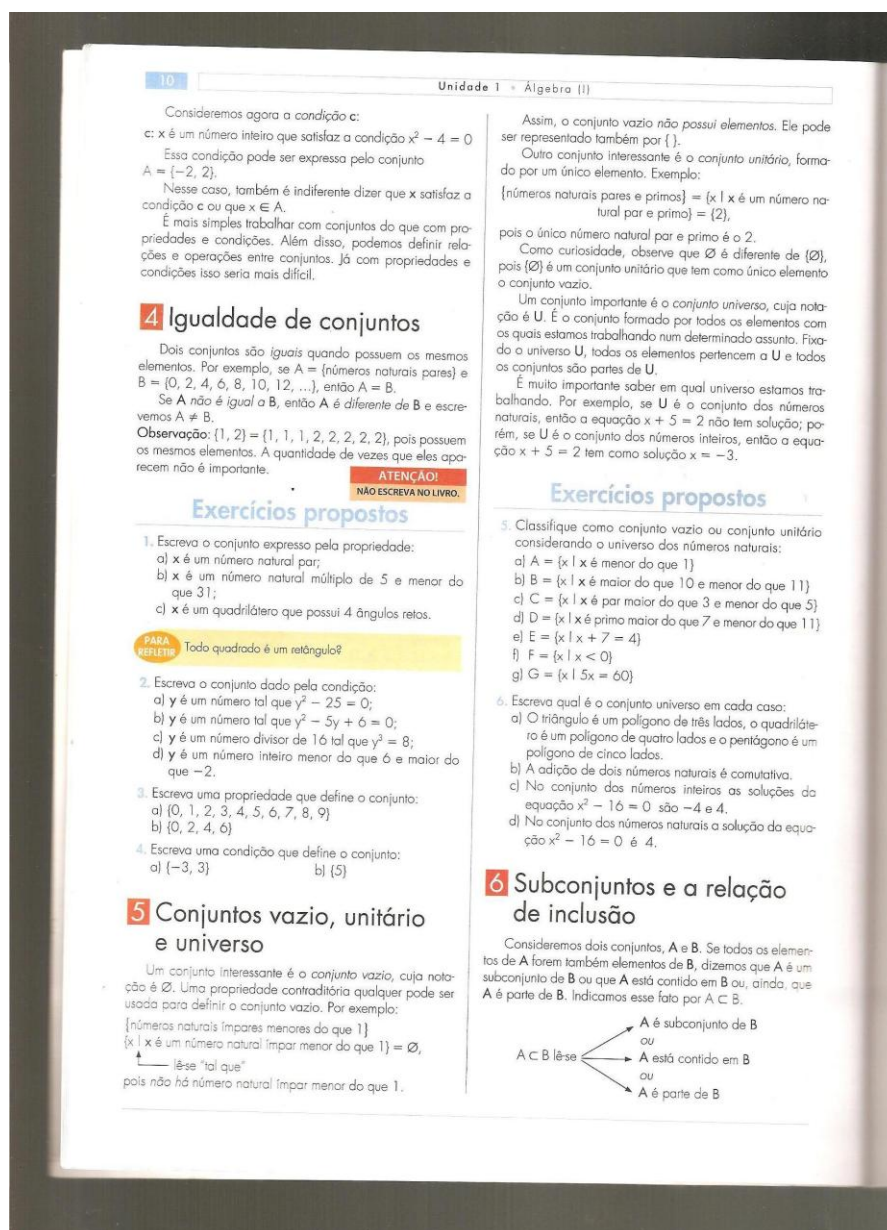 10
Unidade 1 • Álgebra (I)
Consideremos agora a condição c:
c: x é um número inteiro que satisfaz a condição x² − 4 = 0
Essa condição pode ser expressa pelo conjunto
A = {−2, 2}.
Nesse caso, também é indiferente dizer que x satisfaz a
condição c ou que x ∈ A.
É mais simples trabalhar com conjuntos do que com pro-
priedades e condições. Além disso, podemos definir rela-
ções e operações entre conjuntos. Já com propriedades e
condições isso seria mais difícil.
4 Igualdade de conjuntos
Dois conjuntos são iguais quando possuem os mesmos
elementos. Por exemplo, se A = {números naturais pares} e
B = {0, 2, 4, 6, 8, 10, 12, ...}, então A = B.
Se A não é igual a B, então A é diferente de B e escre-
vemos A ≠ B.
Observação: {1, 2} = {1, 1, 1, 2, 2, 2, 2, 2}, pois possuem
os mesmos elementos. A quantidade de vezes que eles apa-
recem não é importante.
ATENÇÃO!
NÃO ESCREVA NO LIVRO.
Exercícios propostos
1. Escreva o conjunto expresso pela propriedade:
a) x é um número natural par;
b) x é um número natural múltiplo de 5 e menor do
que 31;
c) x é um quadrilátero que possui 4 ângulos retos.
PARA
REFLETIR
Todo quadrado é um retângulo?
2. Escreva o conjunto dado pela condição:
a) y é um número tal que y² − 25 = 0;
b) y é um número tal que y² − 5y + 6 = 0;
c) y é um número divisor de 16 tal que y³ = 8;
d) y é um número inteiro menor do que 6 e maior do
que −2.
3. Escreva uma propriedade que define o conjunto:
a) {0, 1, 2, 3, 4, 5, 6, 7, 8, 9}
b) {0, 2, 4, 6}
4. Escreva uma condição que define o conjunto:
a) {−3, 3} b) {5}
5 Conjuntos vazio, unitário
e universo
Um conjunto interessante é o conjunto vazio, cuja nota-
ção é Ø. Uma propriedade contraditória qualquer pode ser
usada para definir o conjunto vazio. Por exemplo:
{números naturais ímpares menores do que 1}
{x | x é um número natural ímpar menor do que 1} = Ø,
lê-se "tal que"
pois não há número natural ímpar menor do que 1.
Assim, o conjunto vazio não possui elementos. Ele pode
ser representado também por { }.
Outro conjunto interessante é o conjunto unitário, forma-
do por um único elemento. Exemplo:
{números naturais pares e primos} = {x | x é um número na-
tural par e primo} = {2},
pois o único número natural par e primo é o 2.
Como curiosidade, observe que Ø é diferente de {Ø},
pois {Ø} é um conjunto unitário que tem como único elemento
o conjunto vazio.
Um conjunto importante é o conjunto universo, cuja nota-
ção é U. É o conjunto formado por todos os elementos com
os quais estamos trabalhando num determinado assunto. Fixa-
do o universo U, todos os elementos pertencem a U e todos
os conjuntos são partes de U.
É muito importante saber em qual universo estamos tra-
balhando. Por exemplo, se U é o conjunto dos números
naturais, então a equação x + 5 = 2 não tem solução; po-
rém, se U é o conjunto dos números inteiros, então a equa-
ção x + 5 = 2 tem como solução x = −3.
Exercícios propostos
5. Classifique como conjunto vazio ou conjunto unitário
considerando o universo dos números naturais:
a) A = {x | x é menor do que 1}
b) B = {x | x é maior do que 10 e menor do que 11}
c) C = {x | x é par maior do que 3 e menor do que 5}
d) D = {x | x é primo maior do que 7 e menor do que 11}
e) E = {x | x + 7 = 4}
f) F = {x | x < 0}
g) G = {x | 5x = 60}
6. Escreva qual é o conjunto universo em cada caso:
a) O triângulo é um polígono de três lados, o quadriláte-
ro é um polígono de quatro lados e o pentágono é um
polígono de cinco lados.
b) A adição de dois números naturais é comutativa.
c) No conjunto dos números inteiros as soluções da
equação x² − 16 = 0 são −4 e 4.
d) No conjunto dos números naturais a solução da equa-
ção x² − 16 = 0 é 4.
6 Subconjuntos e a relação
de inclusão
Consideremos dois conjuntos, A e B. Se todos os elemen-
tos de A forem também elementos de B, dizemos que A é um
subconjunto de B ou que A está contido em B ou, ainda, que
A é parte de B. Indicamos esse fato por A ⊂ B.
A é subconjunto de B
ou
A ⊂ B lê-se A está contido em B
ou
A é parte de B